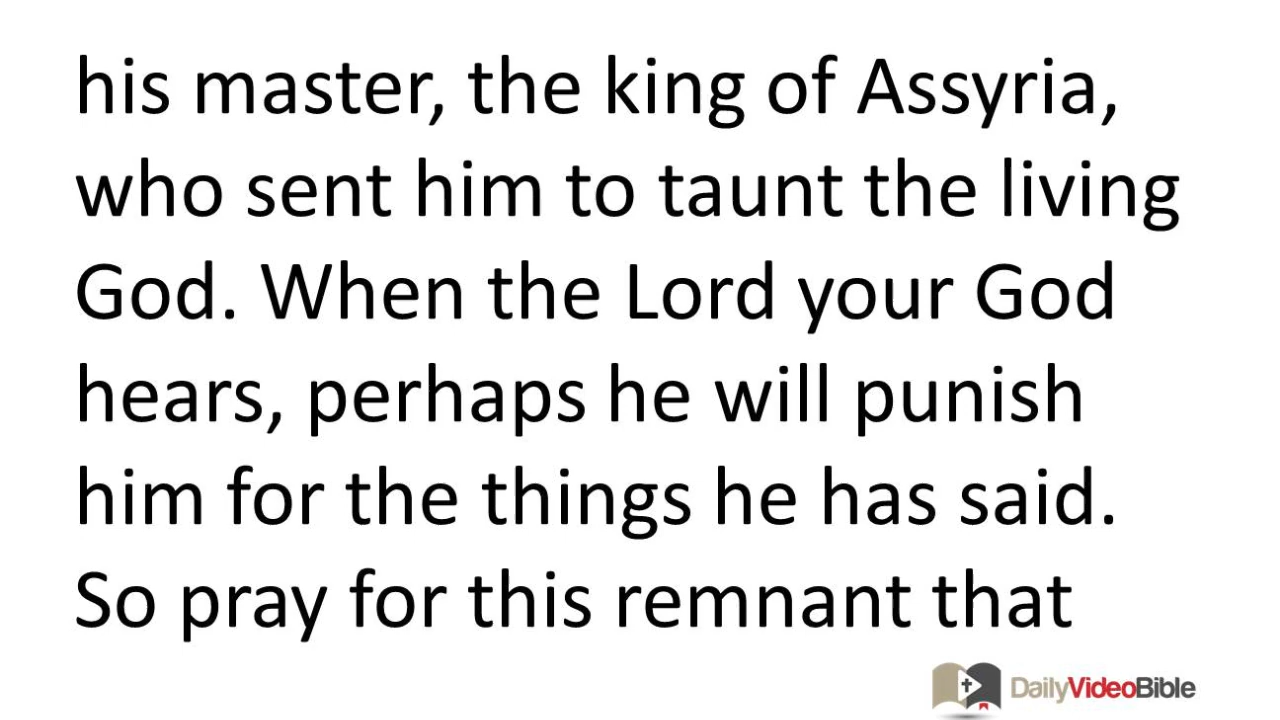 his master, the king of Assyria,
who sent him to taunt the living
God. When the Lord your God
hears, perhaps he will punish
him for the things he has said.
So pray for this remnant that
DailyVideoBible